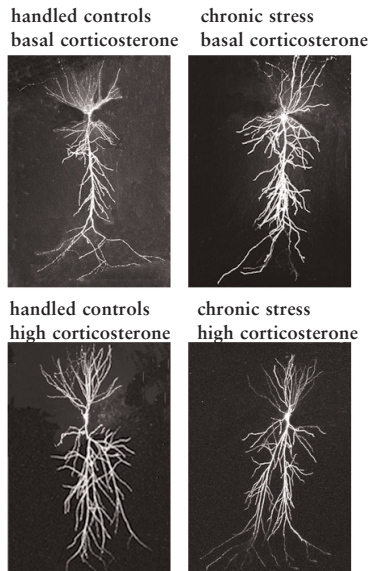 handled controls
basal corticosterone
chronic stress
basal corticosterone
handled controls
high corticosterone
chronic stress
high corticosterone